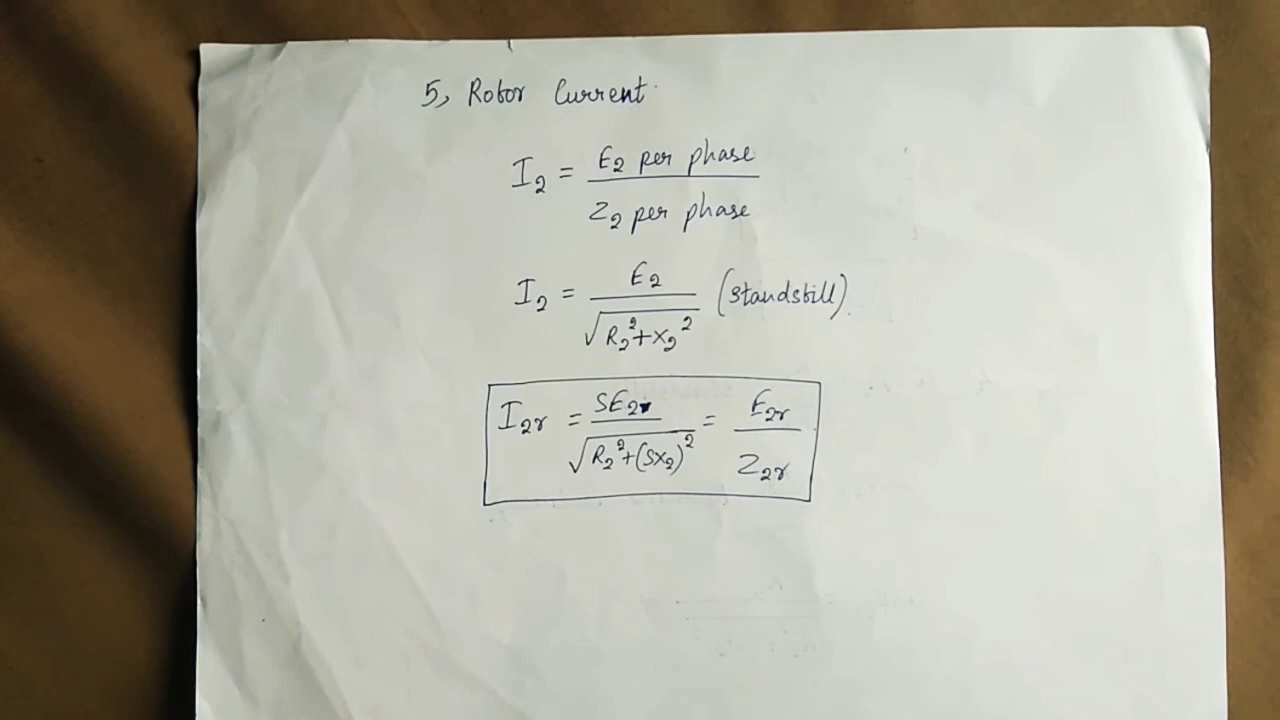 5, Rotor Current
I₂ = E₂ per phase / Z₂ per phase
I₂ = E₂ / √R₂²+X₂² (standstill)
I₂r = SE₂ / √R₂²+(SX₂)² = E₂r / Z₂r